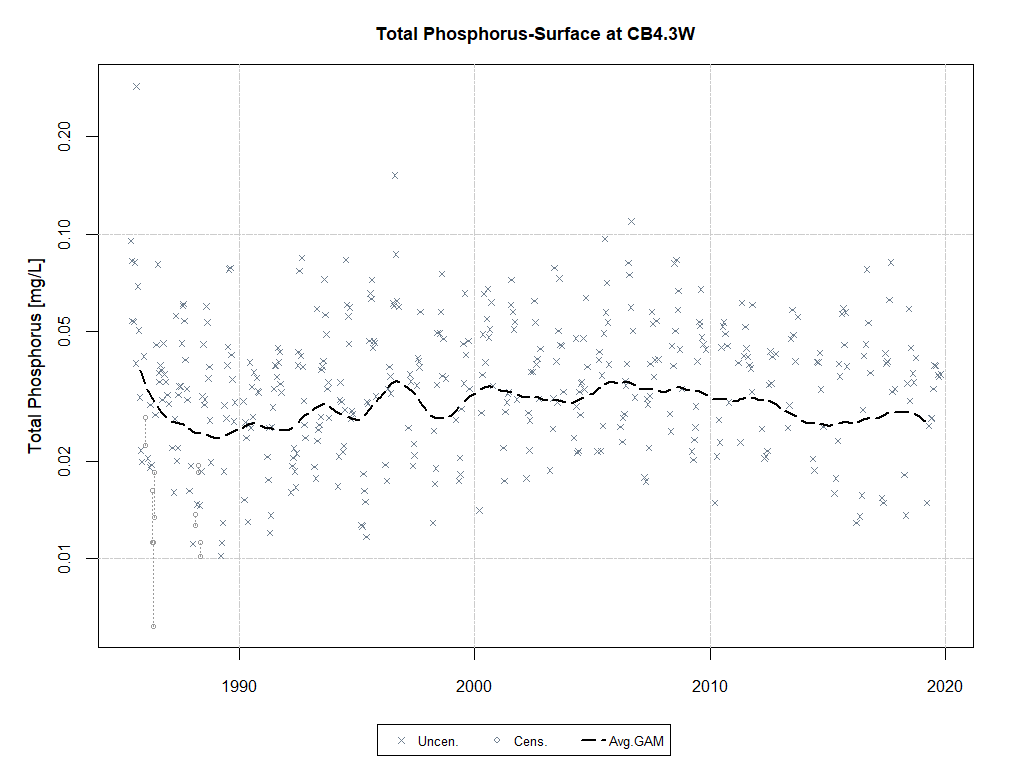 Total Phosphorus-Surface at CB4.3W
Total Phosphorus [mg/L]
0.20
0.10
0.05
0.02
0.01
1990 2000 2010 2020
Uncen. Cens. Avg.GAM